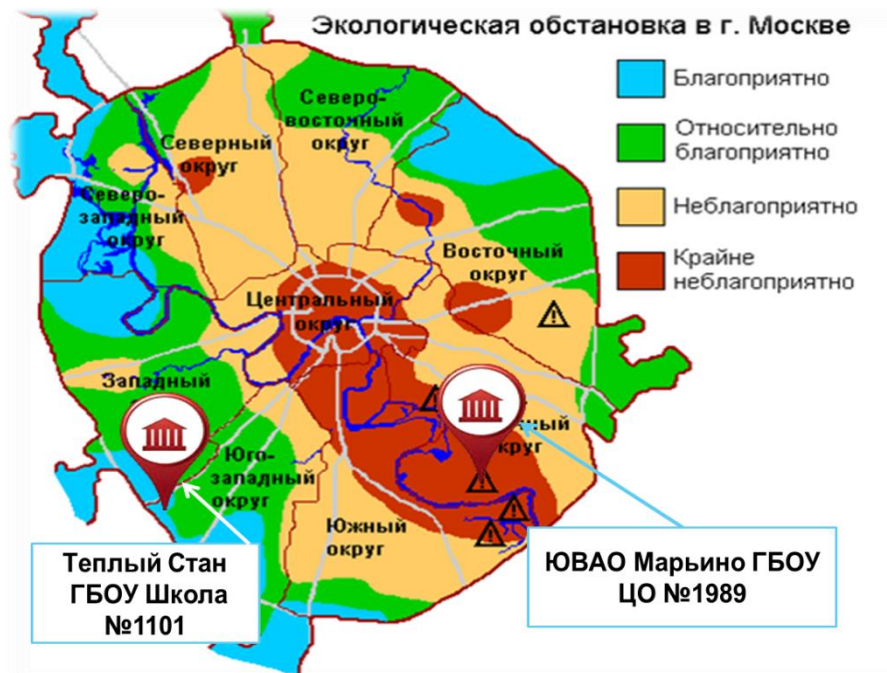 Экологическая обстановка в г. Москве
Благоприятно
Относительно
благоприятно
Неблагоприятно
Крайне
неблагоприятно
Северо-
восточный
округ
Северный
округ
Северо-
западный
округ
Восточный
округ
Центральный
округ
Западный
Юго-
западный
округ
Южный
округ
округ
Теплый Стан
ГБОУ Школа
№1101
ЮВАО Марьино ГБОУ
ЦО №1989